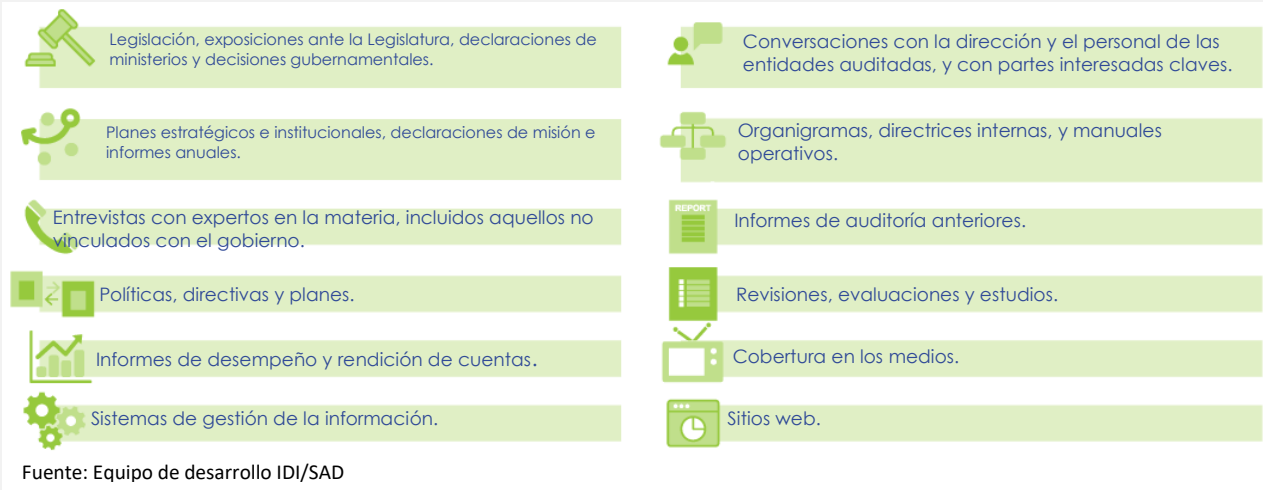 Legislación, exposiciones ante la Legislatura, declaraciones de
ministerios y decisiones gubernamentales.
Planes estratégicos e institucionales, declaraciones de misión e
informes anuales.
Entrevistas con expertos en la materia, incluidos aquellos no
vinculados con el gobierno.
Políticas, directivas y planes.
Informes de desempeño y rendición de cuentas.
Sistemas de gestión de la información.
Conversaciones con la dirección y el personal de las
entidades auditadas, y con partes interesadas claves.
Organigramas, directrices internas, y manuales
operativos.
REPORT
Informes de auditoría anteriores.
Revisiones, evaluaciones y estudios.
Cobertura en los medios.
Sitios web.
Fuente: Equipo de desarrollo IDI/SAD